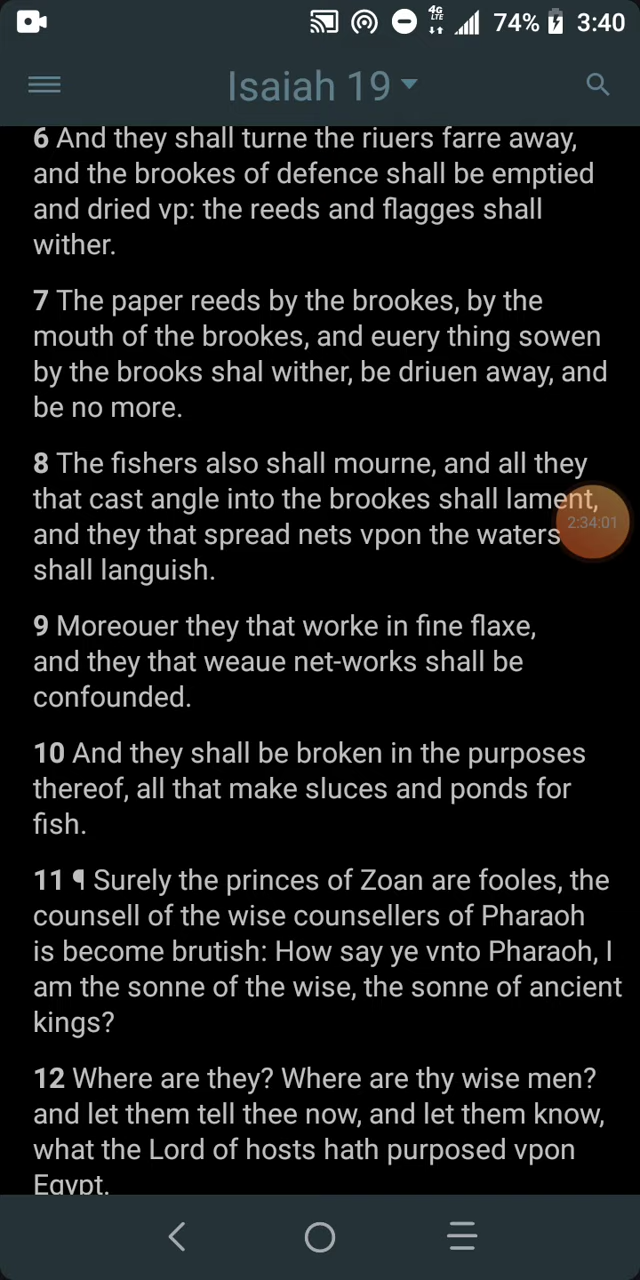 4G
LTE
74%
3:40
Isaiah 19
6 And they shall turne the riuers farre away,
and the brookes of defence shall be emptied
and dried vp: the reeds and flagges shall
wither.
7 The paper reeds by the brookes, by the
mouth of the brookes, and euery thing sowen
by the brooks shal wither, be driuen away, and
be no more.
8 The fishers also shall mourne, and all they
that cast angle into the brookes shall lament,
and they that spread nets vpon the waters
shall languish.
2:34:01
9 Moreouer they that worke in fine flaxe,
and they that weaue net-works shall be
confounded.
10 And they shall be broken in the purposes
thereof, all that make sluces and ponds for
fish.
11 ¶ Surely the princes of Zoan are fooles, the
counsell of the wise counsellers of Pharaoh
is become brutish: How say ye vnto Pharaoh, I
am the sonne of the wise, the sonne of ancient
kings?
12 Where are they? Where are thy wise men?
and let them tell thee now, and let them know,
what the Lord of hosts hath purposed vpon
Egypt.